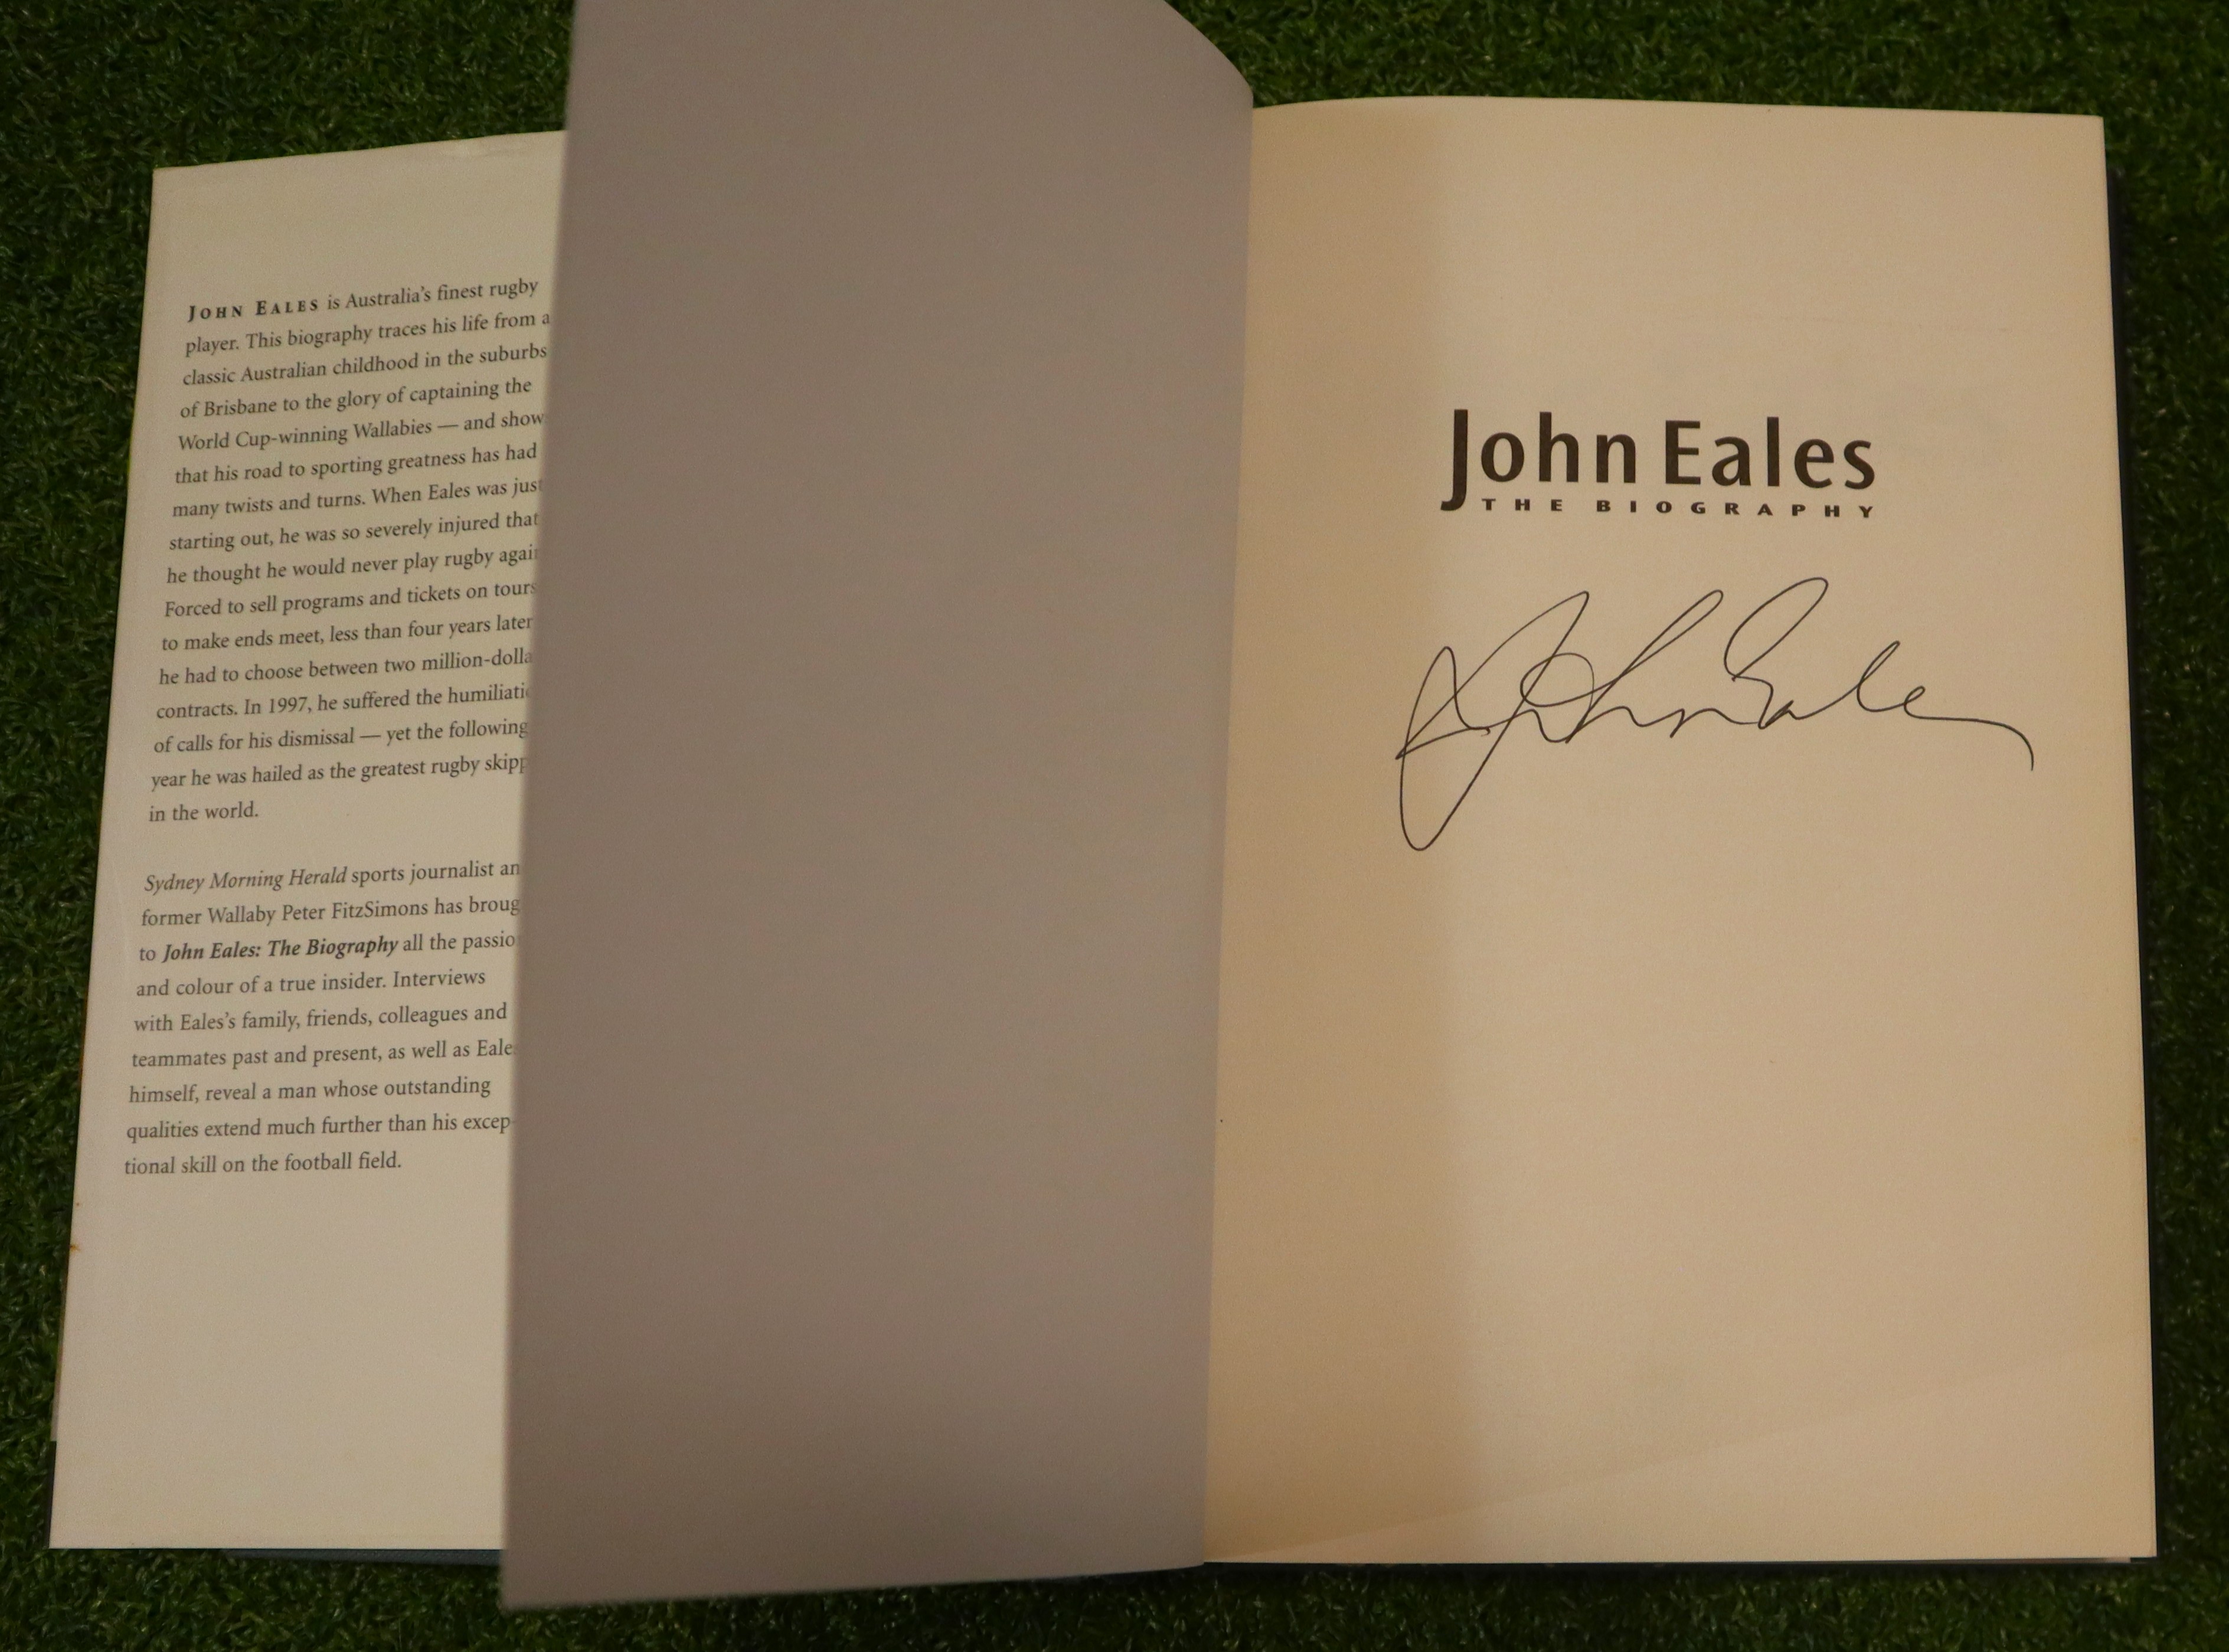 JOHN EALES is Australia's finest rugby
player. This biography traces his life from a
classic Australian childhood in the suburbs
of Brisbane to the glory of captaining the
World Cup-winning Wallabies — and show
that his road to sporting greatness has had
many twists and turns. When Eales was just
starting out, he was so severely injured that
he thought he would never play rugby agai
Forced to sell programs and tickets on tours
to make ends meet, less than four years later
he had to choose between two million-dolla
contracts. In 1997, he suffered the humiliati
of calls for his dismissal — yet the following
year he was hailed as the greatest rugby skipp
in the world.
Sydney Morning Herald sports journalist an
former Wallaby Peter FitzSimons has broug
to John Eales: The Biography all the passio
and colour of a true insider. Interviews
with Eales's family, friends, colleagues and
teammates past and present, as well as Eale
himself, reveal a man whose outstanding
qualities extend much further than his excep-
tional skill on the football field.
John Eales
THE BIOGRAPHY
John Eales